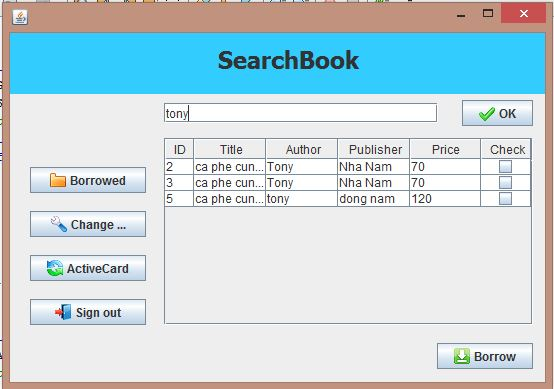 SearchBook
tony
OK
ID Title Author Publisher Price Check
2 ca phe cun... Tony Nha Nam 70
3 ca phe cun... Tony Nha Nam 70
5 ca phe cun... tony dong nam 120
Borrowed
Change ...
ActiveCard
Sign out
Borrow